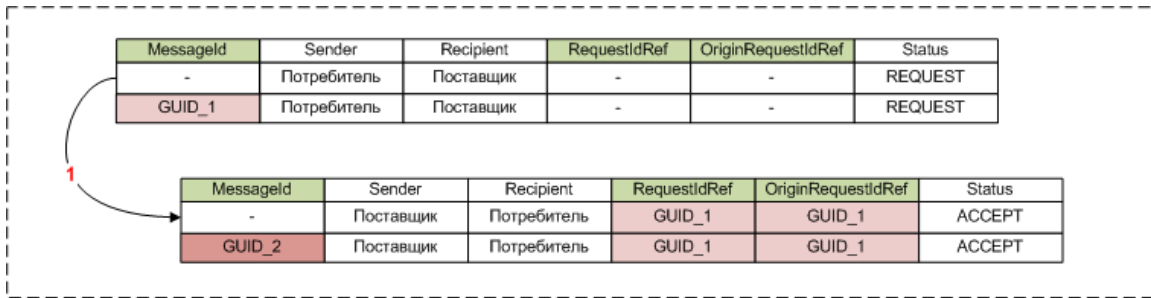 MessageId Sender Recipient RequestIdRef OriginRequestIdRef Status
- Потребитель Поставщик - - REQUEST
GUID_1 Потребитель Поставщик - - REQUEST
1
MessageId Sender Recipient RequestIdRef OriginRequestIdRef Status
- Поставщик Потребитель GUID_1 GUID_1 ACCEPT
GUID_2 Поставщик Потребитель GUID_1 GUID_1 ACCEPT